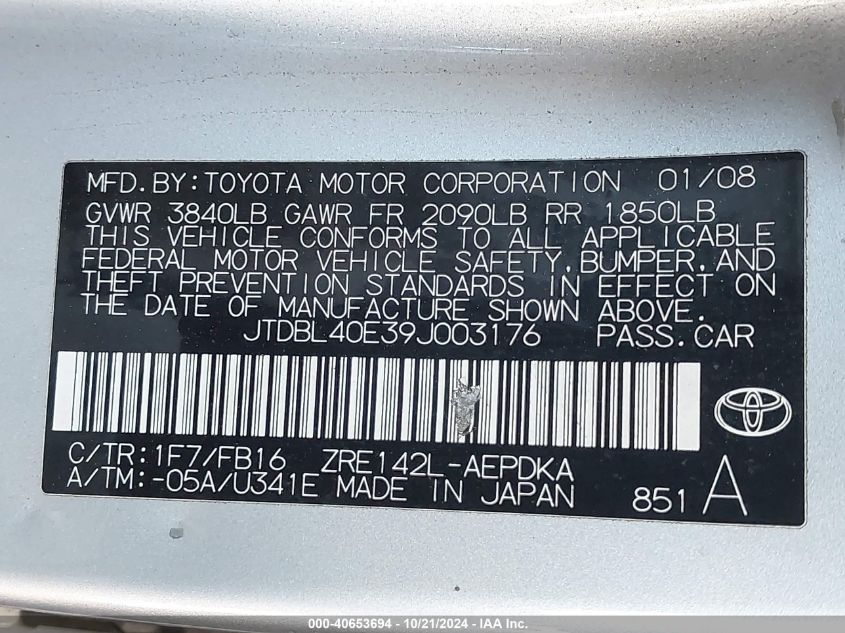 MFD.BY:TOYOTA MOTOR CORPORATION 01/08
GVWR 3840LB GAWR FR 2090LB RR 1850LB
THIS VEHICLE CONFORMS TO ALL APPLICABLE
FEDERAL MOTOR VEHICLE SAFETY,BUMPER,AND
THEFT PREVENTION STANDARDS IN EFFECT ON
THE DATE OF MANUFACTURE SHOWN ABOVE.
JTDBL40E39J003176 PASS.CAR
C/TR:1F7/FB16 ZRE142L-AEPDKA
A/TM:-05A/U341E MADE IN JAPAN 851 A
000-40653694 - 10/21/2024 - IAA Inc.